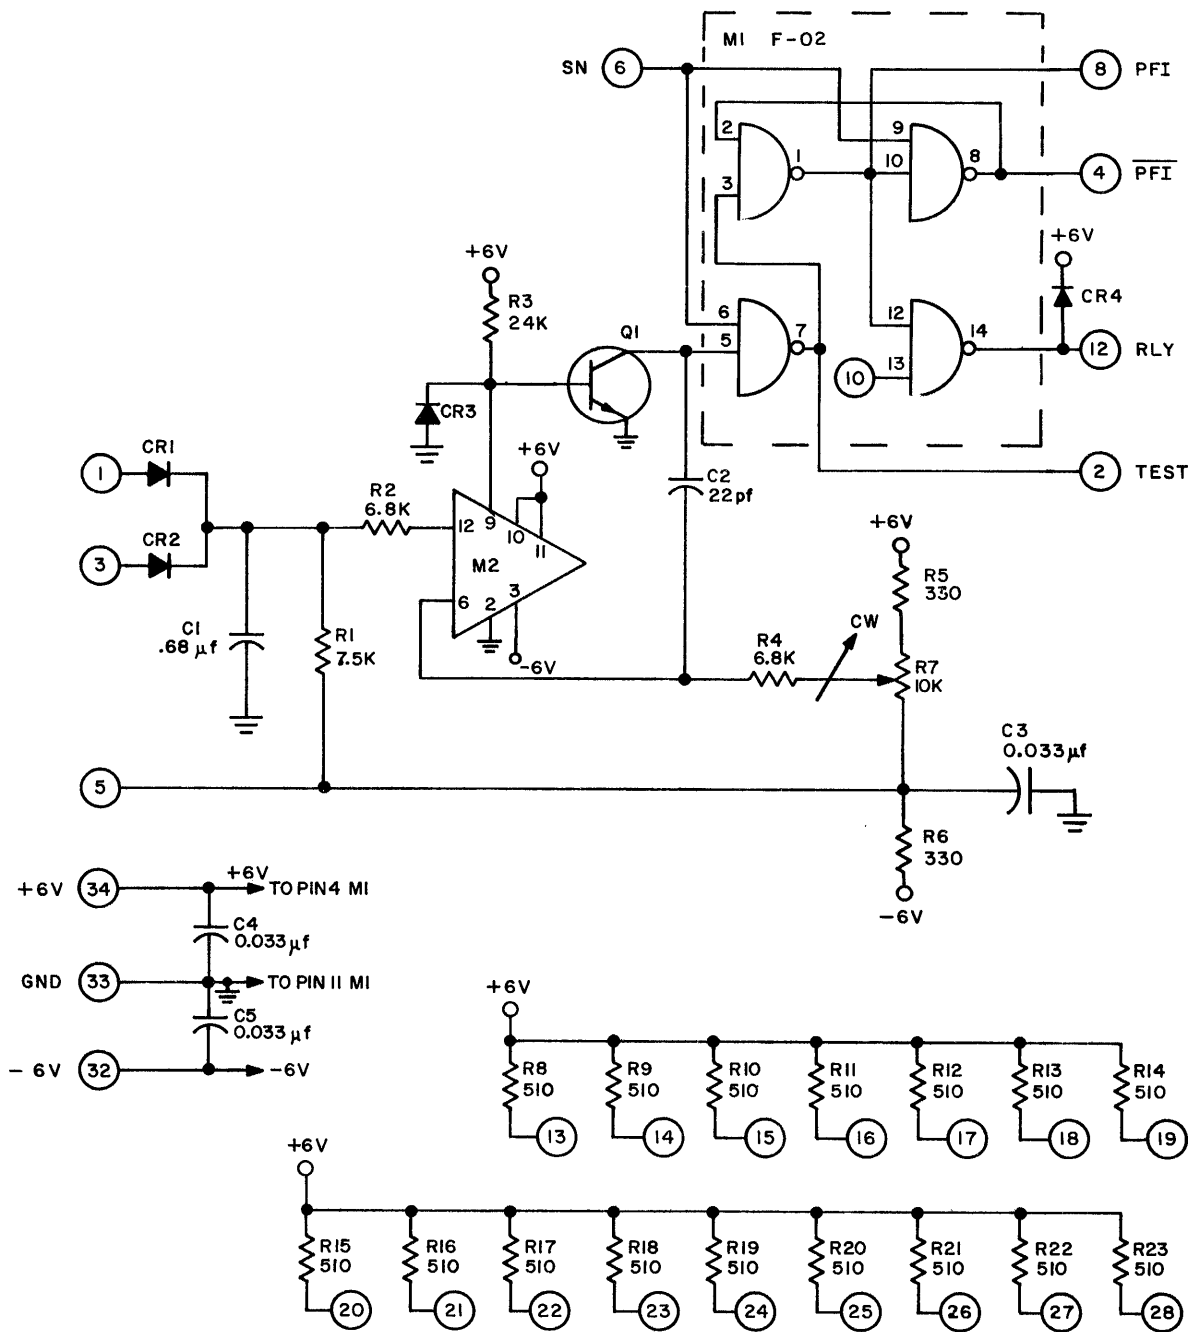 M1 F-02
SN 6
8 PFI
2
1
3
9
10
8
4 PFI
+6V
R3
24K
Q1
CR3
6
5
7
12
13
14
10
+6V
CR4
12 RLY
2 TEST
1
CR1
3
CR2
R2
6.8K
+6V
12
9
10
11
M2
6
2
3
-6V
C2
22pf
C1
.68 µf
R1
7.5K
R4
6.8K
CW
+6V
R5
330
R7
10K
C3
0.033µf
5
R6
330
-6V
+6V 34
+6V
TO PIN 4 M1
C4
0.033µf
GND 33
TO PIN 11 M1
C5
0.033µf
- 6V 32
-6V
+6V
R8
510
R9
510
R10
510
R11
510
R12
510
R13
510
R14
510
13
14
15
16
17
18
19
+6V
R15
510
R16
510
R17
510
R18
510
R19
510
R20
510
R21
510
R22
510
R23
510
20
21
22
23
24
25
26
27
28